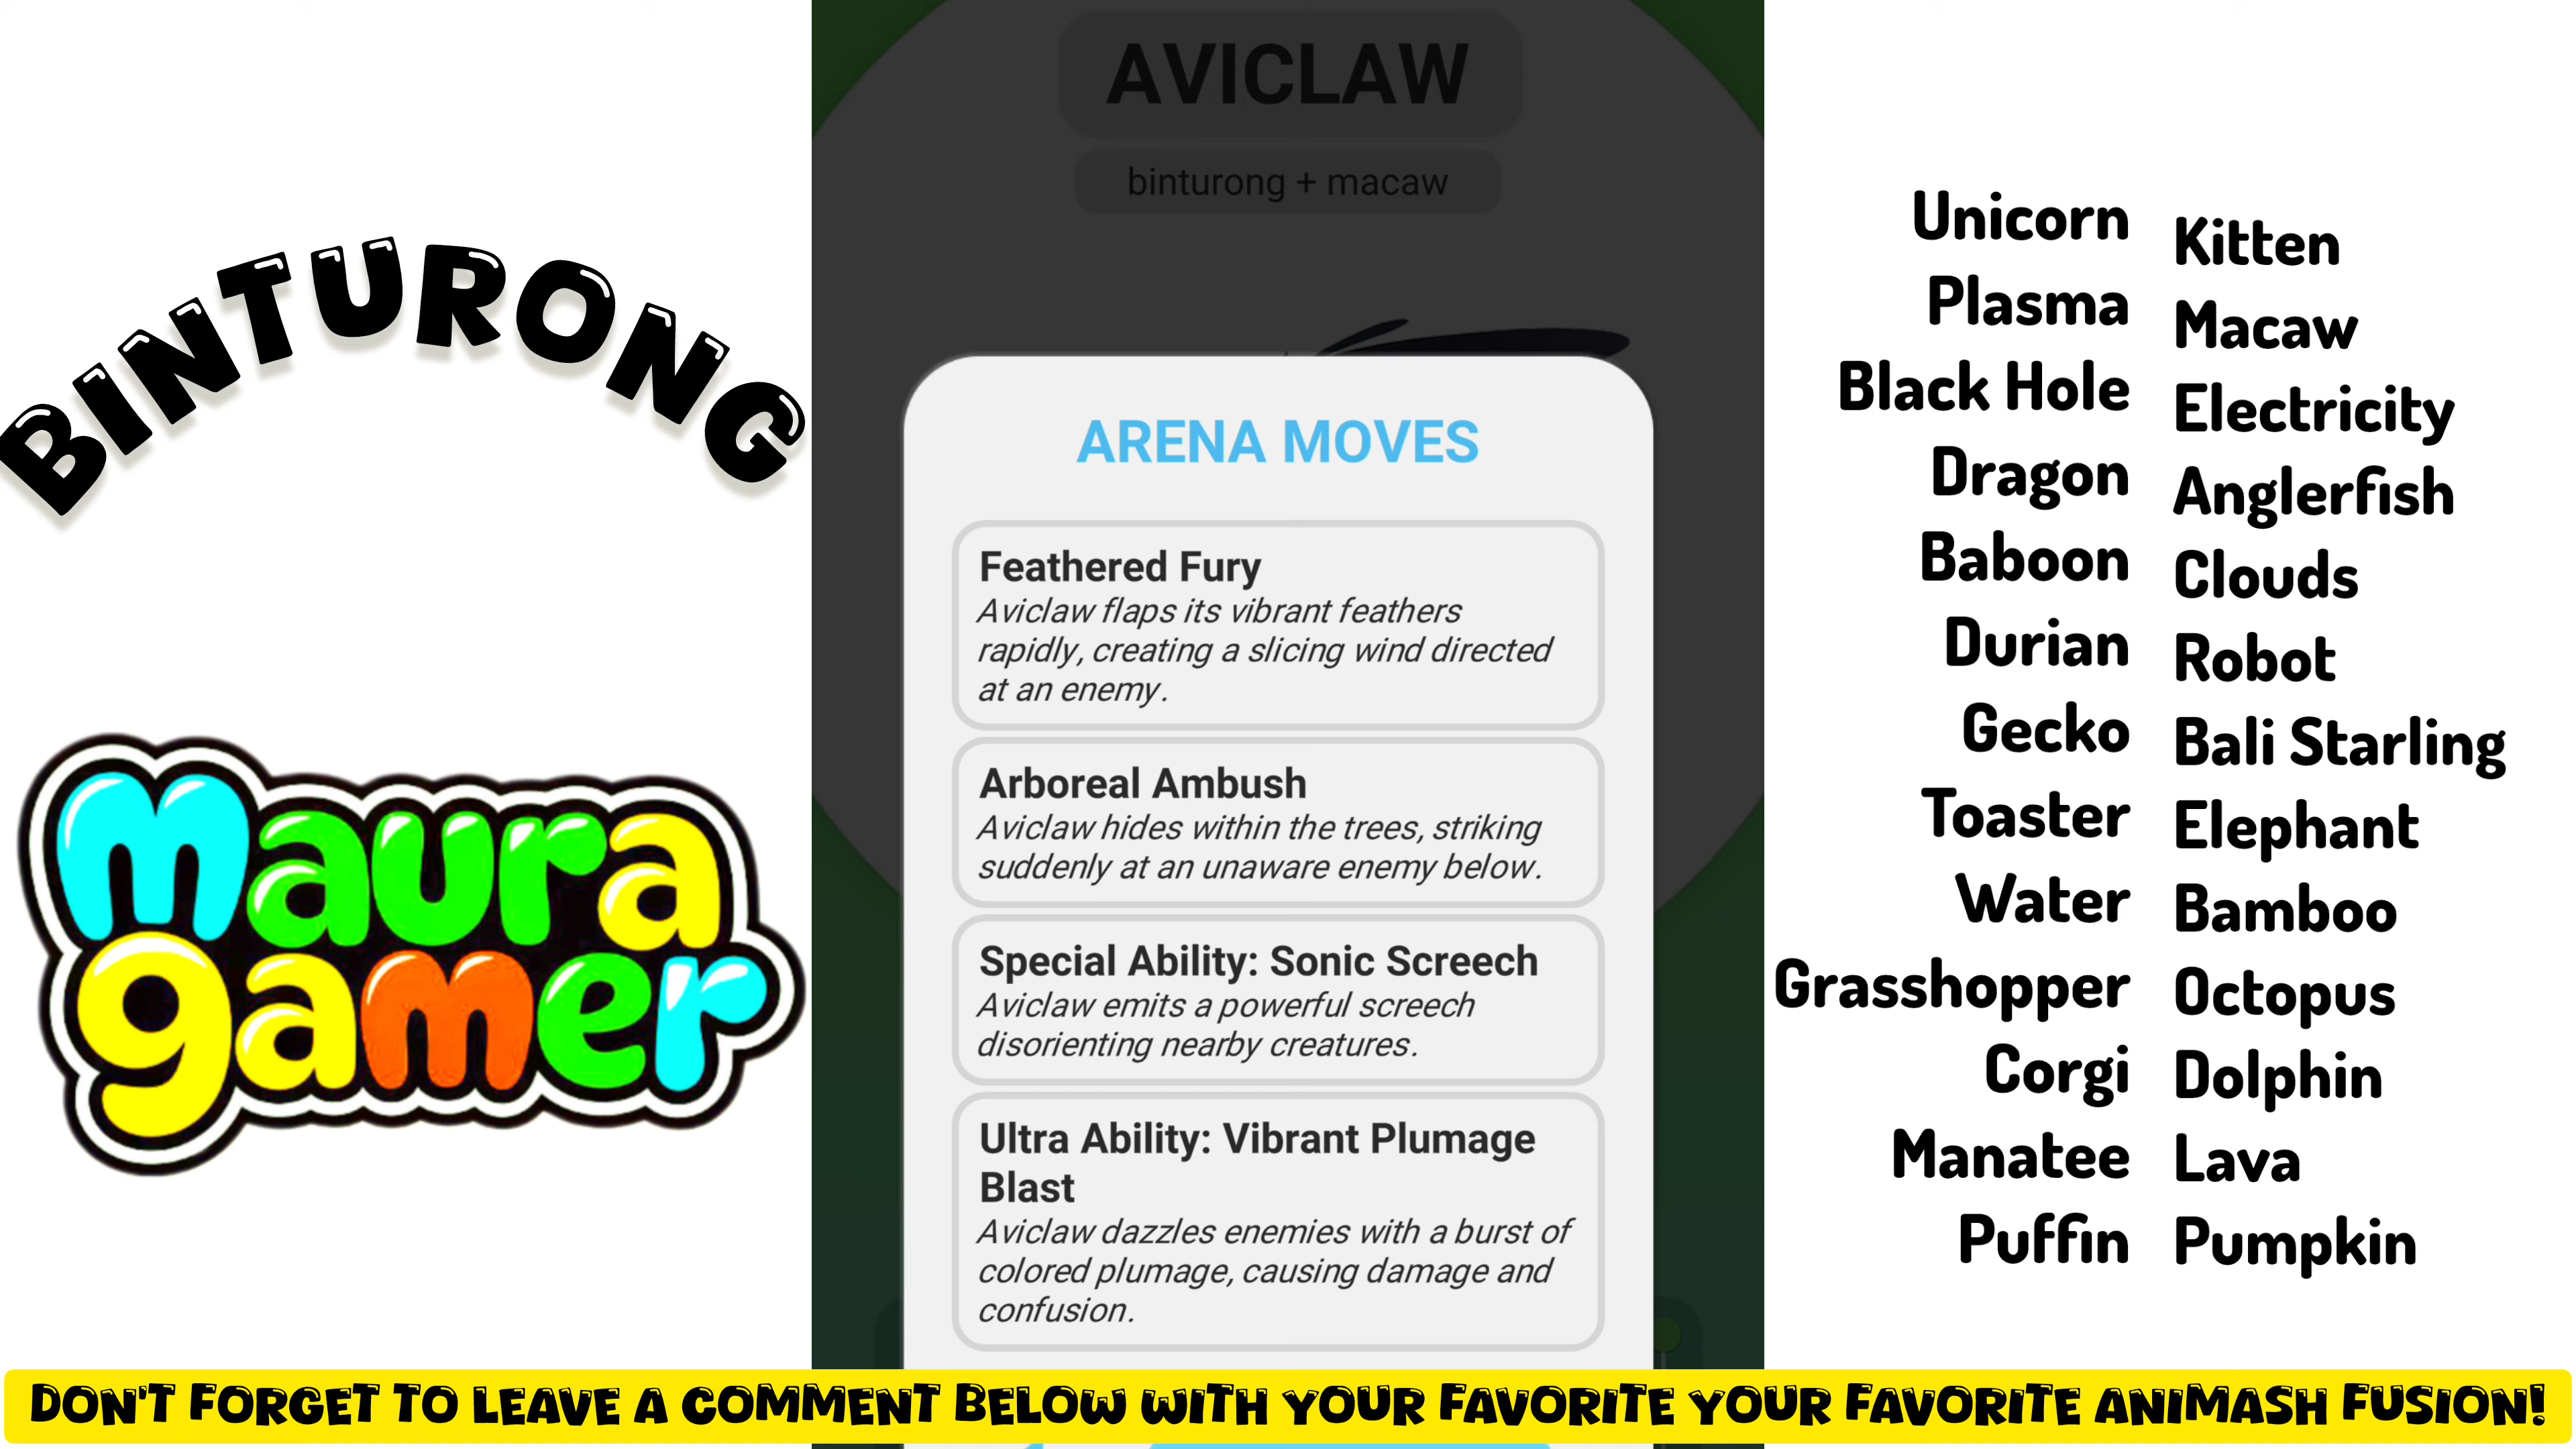 BINTURONG
maura
gamer
AVICLAW
binturong + macaw
ARENA MOVES
Feathered Fury
Aviclaw flaps its vibrant feathers
rapidly, creating a slicing wind directed
at an enemy.
Arboreal Ambush
Aviclaw hides within the trees, striking
suddenly at an unaware enemy below.
Special Ability: Sonic Screech
Aviclaw emits a powerful screech
disorienting nearby creatures.
Ultra Ability: Vibrant Plumage
Blast
Aviclaw dazzles enemies with a burst of
colored plumage, causing damage and
confusion.
Unicorn
Plasma
Black Hole
Dragon
Baboon
Durian
Gecko
Toaster
Water
Grasshopper
Corgi
Manatee
Puffin
Kitten
Macaw
Electricity
Anglerfish
Clouds
Robot
Bali Starling
Elephant
Bamboo
Octopus
Dolphin
Lava
Pumpkin
DON'T FORGET TO LEAVE A COMMENT BELOW WITH YOUR FAVORITE YOUR FAVORITE ANIMASH FUSION!